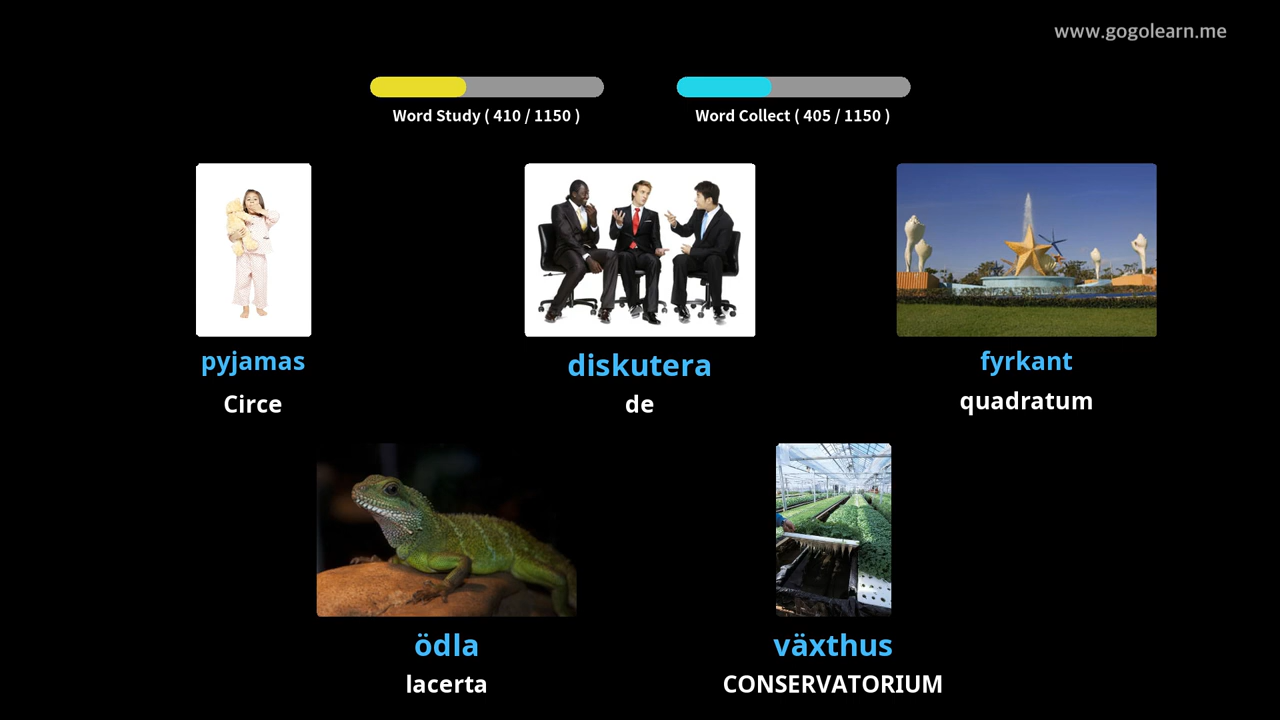 www.gogolearn.me
Word Study ( 410 / 1150 )
Word Collect ( 405 / 1150 )
pyjamas
Circe
diskutera
de
fyrkant
quadratum
ödla
lacerta
växthus
CONSERVATORIUM